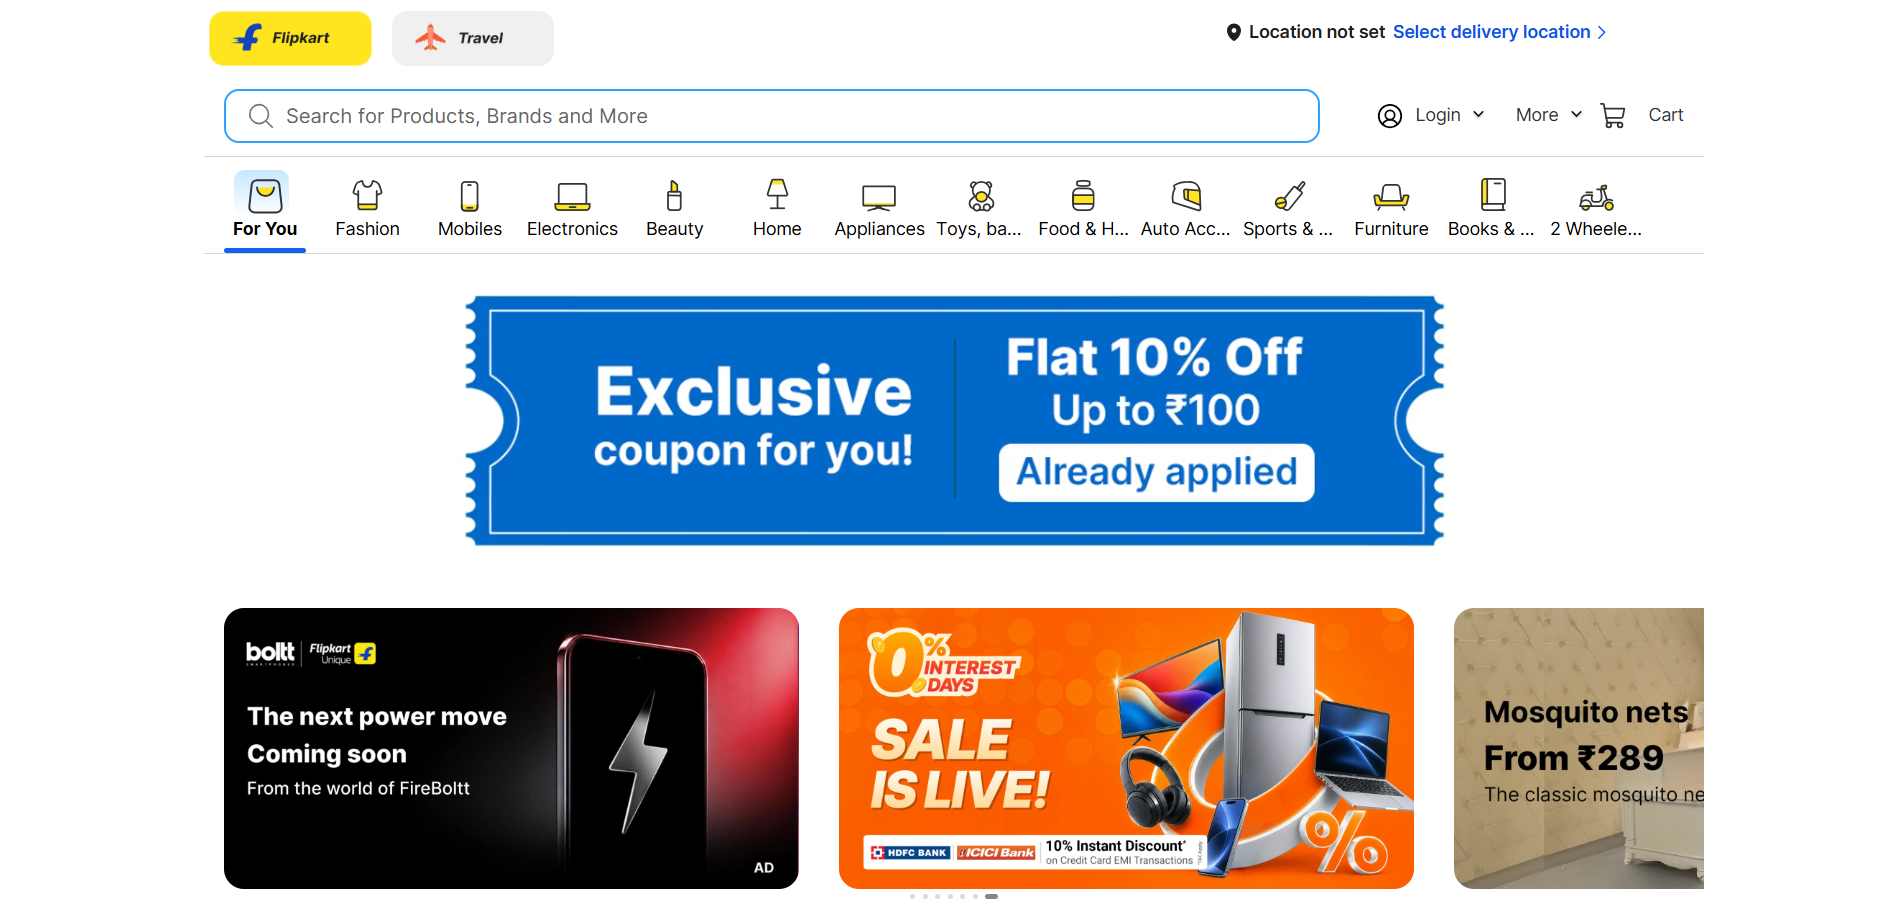 Flipkart
Travel
Location not set Select delivery location
Search for Products, Brands and More
Login
More
Cart
For You
Fashion
Mobiles
Electronics
Beauty
Home
Appliances
Toys, ba...
Food & H...
Auto Acc...
Sports & ...
Furniture
Books & ...
2 Wheele...
Exclusive
coupon for you!
Flat 10% Off
Up to ₹100
Already applied
boltt
SMARTPHONES
Flipkart
Unique
The next power move
Coming soon
From the world of FireBoltt
AD
0%
INTEREST
DAYS
SALE
IS LIVE!
HDFC BANK
ICICI Bank
10% Instant Discount*
on Credit Card EMI Transactions
%
Mosquito nets
From ₹289
The classic mosquito ne